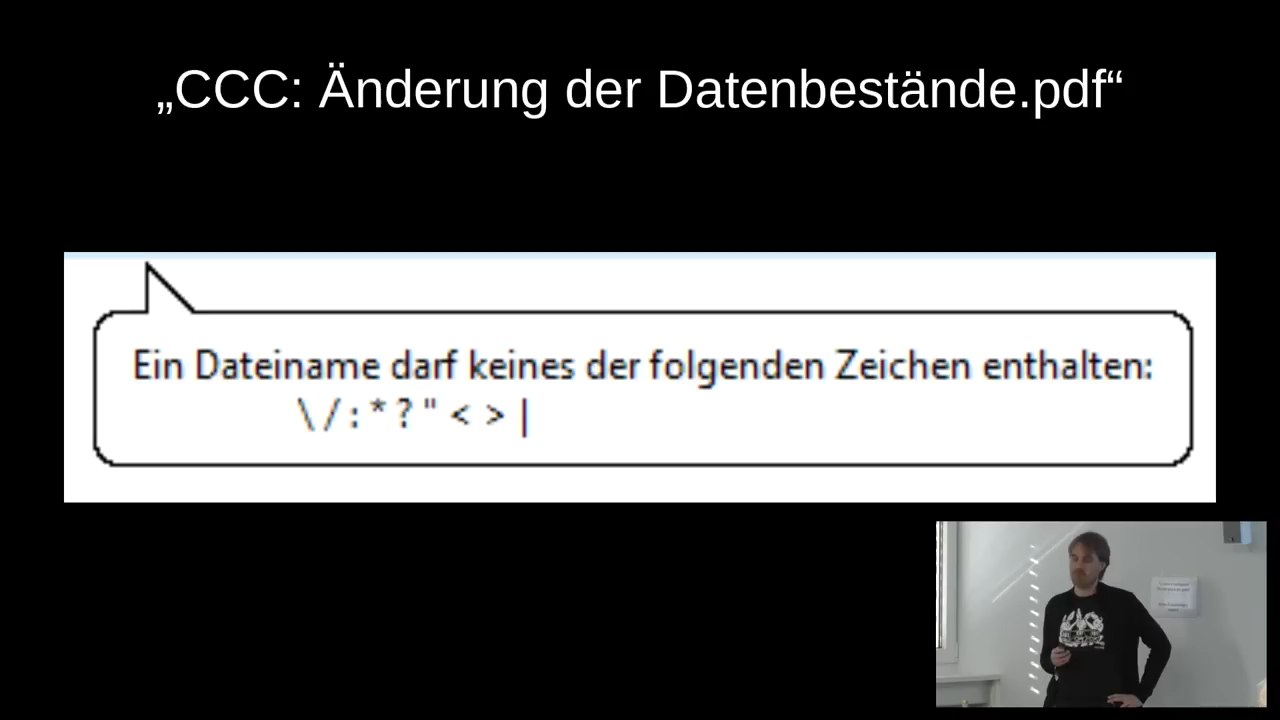 „CCC: Änderung der Datenbestände.pdf“
Ein Dateiname darf keines der folgenden Zeichen enthalten:
\ / : * ? " < > |